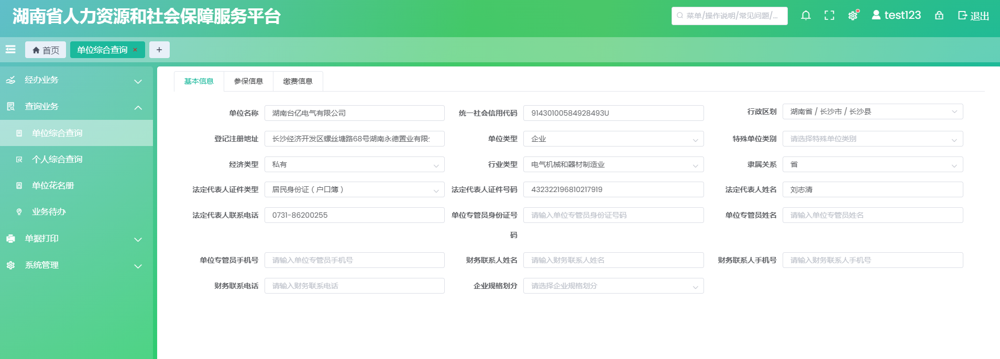 湖南省人力资源和社会保障服务平台
菜单/操作说明/常见问题/...
test123
退出
首页
单位综合查询 ×
+
经办业务
查询业务
单位综合查询
个人综合查询
单位花名册
业务待办
单据打印
系统管理
基本信息 参保信息 缴费信息
单位名称 湖南台亿电气有限公司 统一社会信用代码 91430100584928493U 行政区划 湖南省 / 长沙市 / 长沙县
登记注册地址 长沙经济开发区螺丝塘路68号湖南永德置业有限 单位类型 企业 特殊单位类别 请选择特殊单位类别
经济类型 私有 行业类型 电气机械和器材制造业 隶属关系 省
法定代表人证件类型 居民身份证（户口簿） 法定代表人证件号码 432322196810217919 法定代表人姓名 刘志清
法定代表人联系电话 0731-86200255 单位专管员身份证号 请输入单位专管员身份证号码 单位专管员姓名 请输入单位专管员姓名
码
单位专管员手机号 请输入单位专管员手机号 财务联系人姓名 请输入财务联系人姓名 财务联系人手机号 请输入财务联系人手机号
财务联系电话 请输入财务联系电话 企业规格划分 请选择企业规格划分